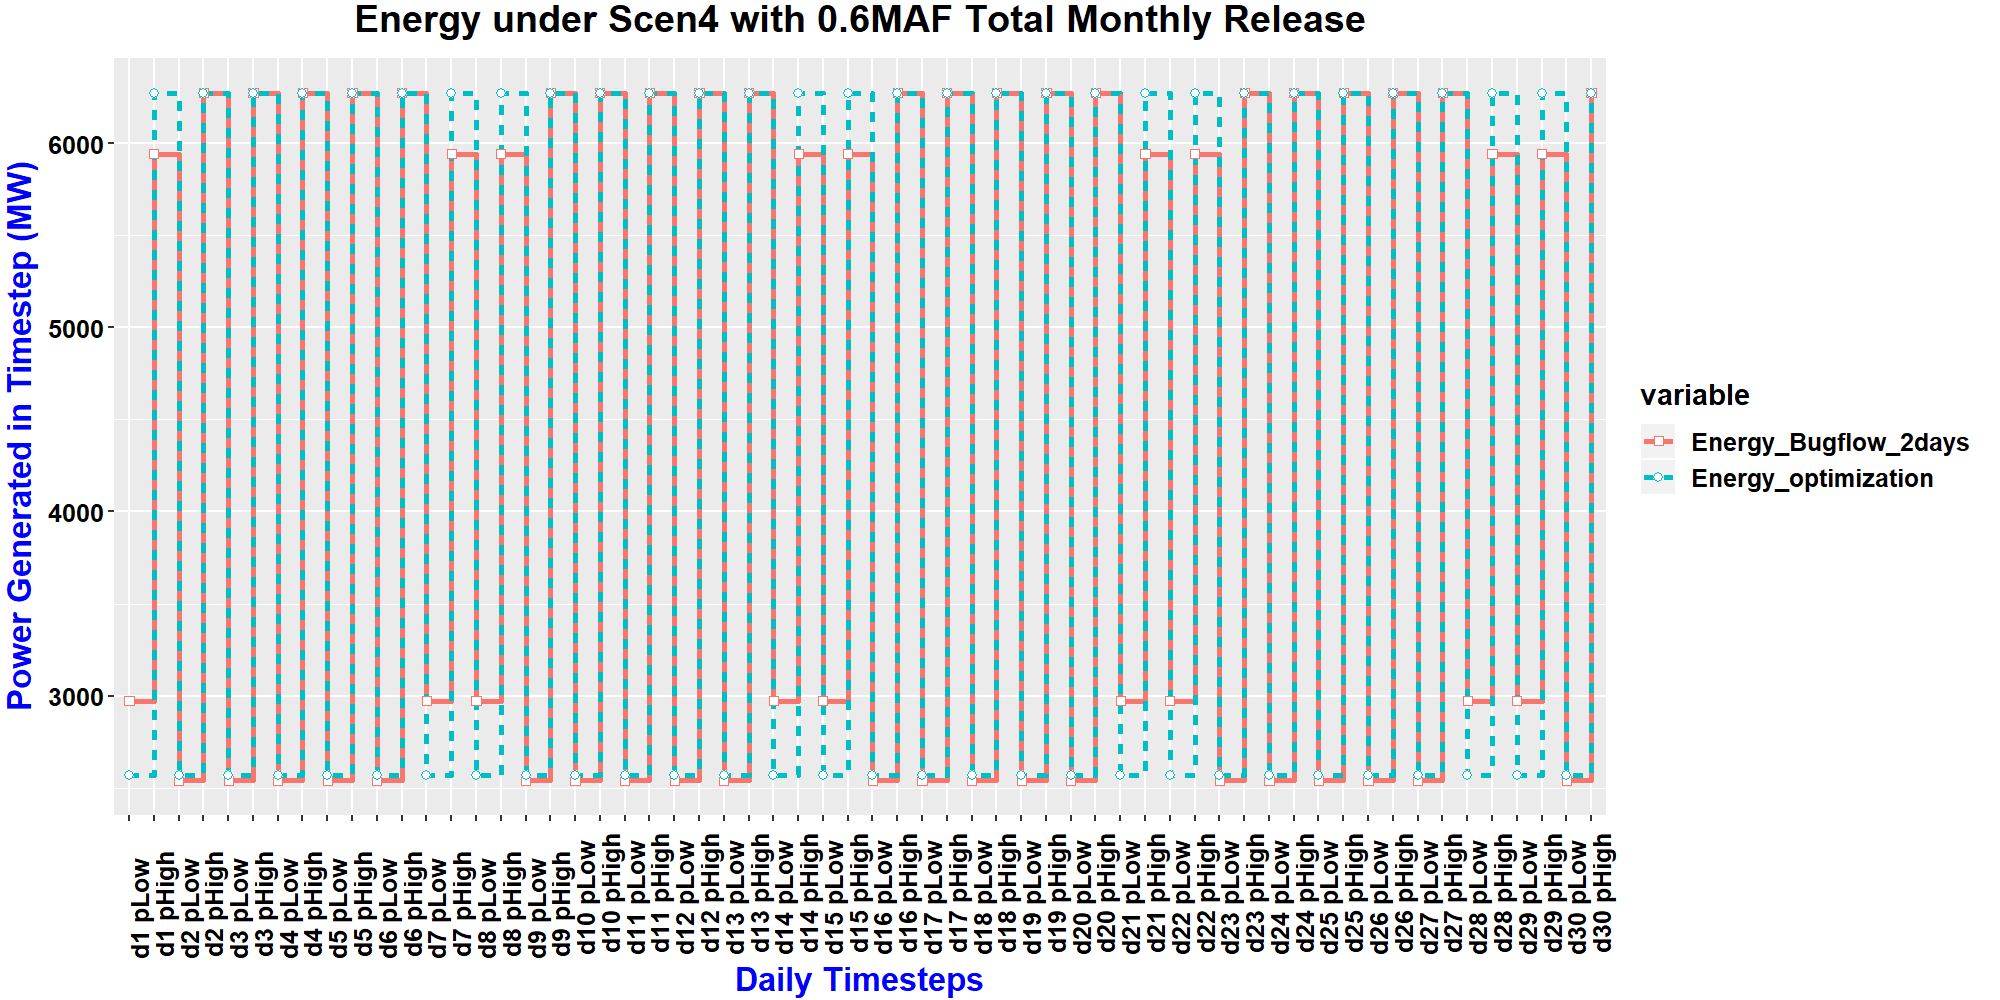 Energy under Scen4 with 0.6MAF Total Monthly Release
Power Generated in Timestep (MW)
6000
5000
4000
3000
d1 pLow
d1 pHigh
d2 pLow
d2 pHigh
d3 pLow
d3 pHigh
d4 pLow
d4 pHigh
d5 pLow
d5 pHigh
d6 pLow
d6 pHigh
d7 pLow
d7 pHigh
d8 pLow
d8 pHigh
d9 pLow
d9 pHigh
d10 pLow
d10 pHigh
d11 pLow
d11 pHigh
d12 pLow
d12 pHigh
d13 pLow
d13 pHigh
d14 pLow
d14 pHigh
d15 pLow
d15 pHigh
d16 pLow
d16 pHigh
d17 pLow
d17 pHigh
d18 pLow
d18 pHigh
d19 pLow
d19 pHigh
d20 pLow
d20 pHigh
d21 pLow
d21 pHigh
d22 pLow
d22 pHigh
d23 pLow
d23 pHigh
d24 pLow
d24 pHigh
d25 pLow
d25 pHigh
d26 pLow
d26 pHigh
d27 pLow
d27 pHigh
d28 pLow
d28 pHigh
d29 pLow
d29 pHigh
d30 pLow
d30 pHigh
Daily Timesteps
variable
Energy_Bugflow_2days
Energy_optimization